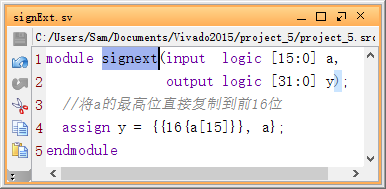 signExt.sv
C:/Users/Sam/Documents/Vivado2015/project_5/project_5.src
1 module signext(input logic [15:0] a,
2 output logic [31:0] y);
3 //将a的最高位直接复制到前16位
4 assign y = {{16{a[15]}}, a};
5 endmodule